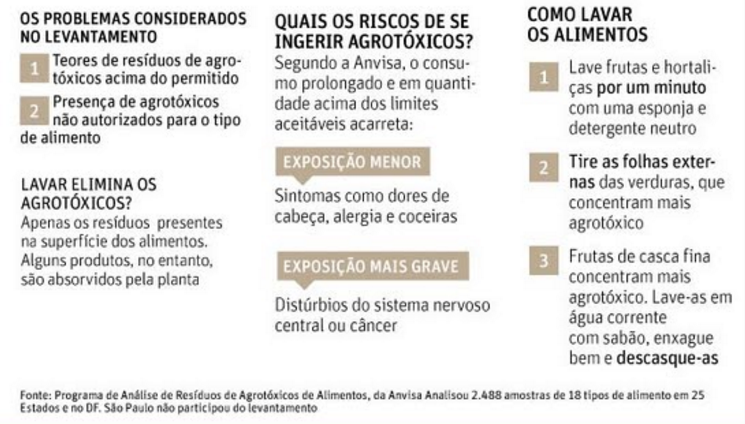 OS PROBLEMAS CONSIDERADOS
NO LEVANTAMENTO
1 Teores de resíduos de agro-
tóxicos acima do permitido
2 Presença de agrotóxicos
não autorizados para o tipo
de alimento
LAVAR ELIMINA OS
AGROTÓXICOS?
Apenas os resíduos presentes
na superfície dos alimentos.
Alguns produtos, no entanto,
são absorvidos pela planta
QUAIS OS RISCOS DE SE
INGERIR AGROTÓXICOS?
Segundo a Anvisa, o consu-
mo prolongado e em quanti-
dade acima dos limites
aceitáveis acarreta:
EXPOSIÇÃO MENOR
Sintomas como dores de
cabeça, alergia e coceiras
EXPOSIÇÃO MAIS GRAVE
Distúrbios do sistema nervoso
central ou câncer
COMO LAVAR
OS ALIMENTOS
1 Lave frutas e hortali-
ças por um minuto
com uma esponja e
detergente neutro
2 Tire as folhas exter-
nas das verduras, que
concentram mais
agrotóxico
3 Frutas de casca fina
concentram mais
agrotóxico. Lave-as em
água corrente
com sabão, enxague
bem e descasque-as
Fonte: Programa de Análise de Resíduos de Agrotóxicos de Alimentos, da Anvisa Analisou 2.488 amostras de 18 tipos de alimento em 25
Estados e no DF. São Paulo não participou do levantamento